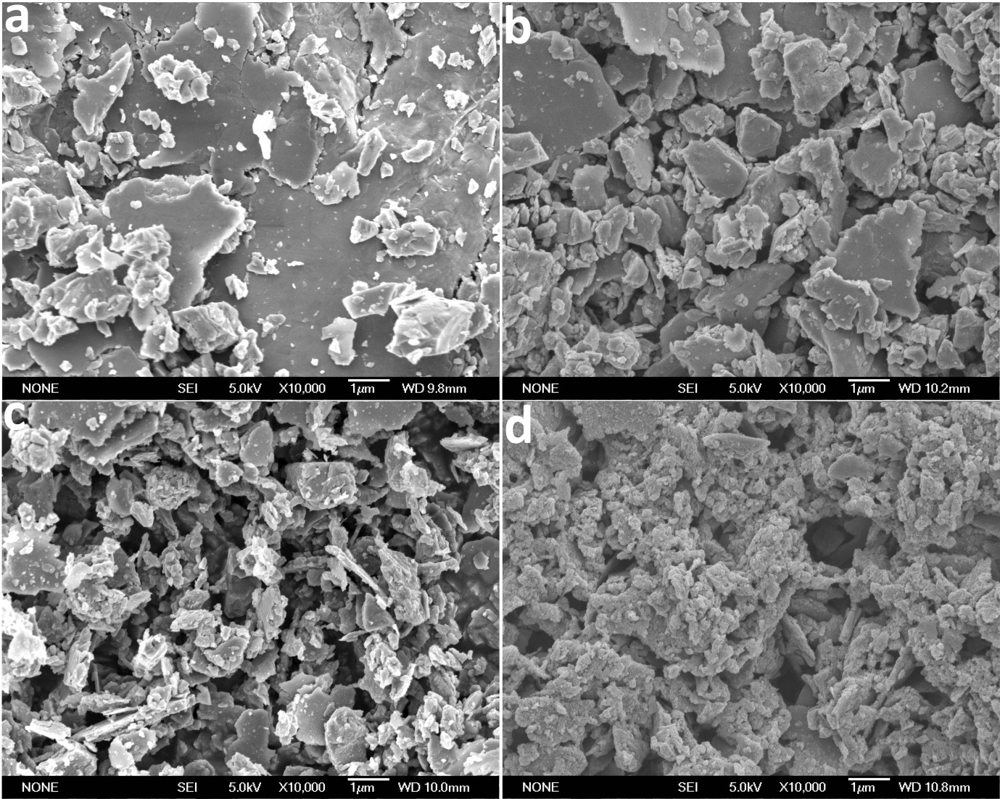 a
b
NONE SEI 5.0kV X10,000 1μm WD 9.8mm
NONE SEI 5.0kV X10,000 1μm WD 10.2mm
c
d
NONE SEI 5.0kV X10,000 1μm WD 10.0mm
NONE SEI 5.0kV X10,000 1μm WD 10.8mm